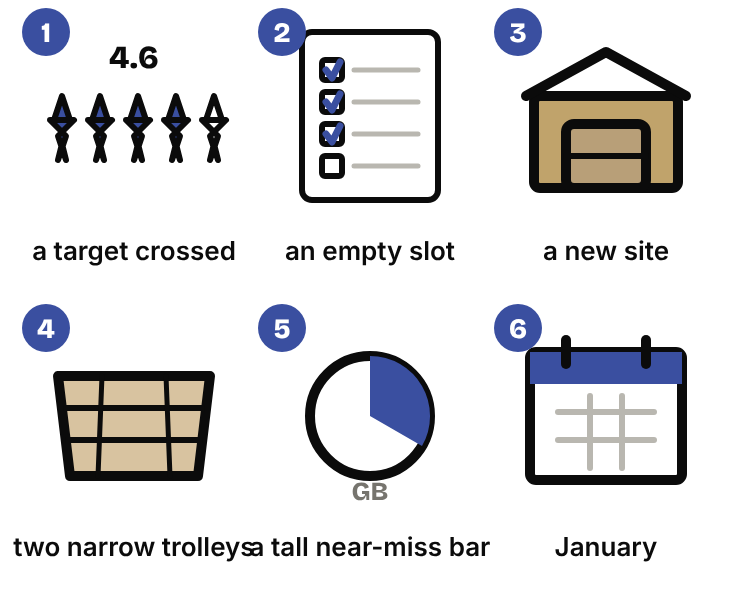 1
4.6
a target crossed
2
an empty slot
3
a new site
4
two narrow trolleys
5
GB
a tall near-miss bar
6
January